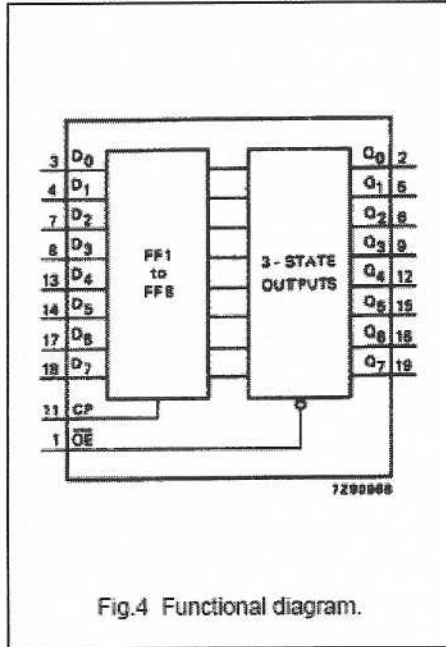 3 D0
4 D1
7 D2
8 D3
13 D4
14 D5
17 D6
18 D7
11 CP
1 OE
FF1
to
FF8
3 - STATE
OUTPUTS
Q0 2
Q1 5
Q2 6
Q3 9
Q4 12
Q5 15
Q6 16
Q7 19
7290968
Fig.4 Functional diagram.